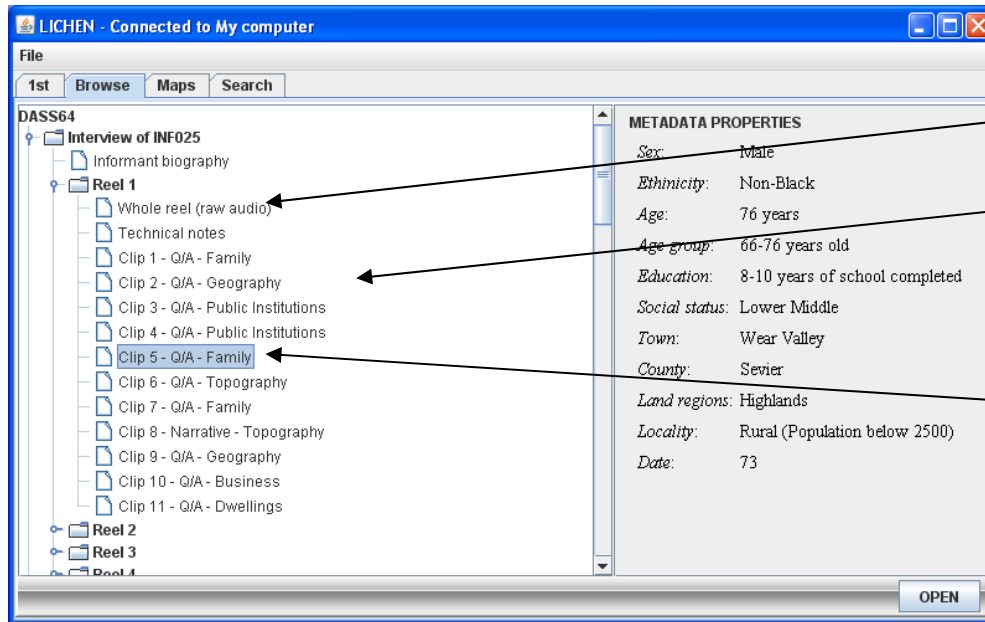 LICHEN - Connected to My computer
File
1st Browse Maps Search
DASS64
Interview of INF025
Informant biography
Reel 1
Whole reel (raw audio)
Technical notes
Clip 1 - Q/A - Family
Clip 2 - Q/A - Geography
Clip 3 - Q/A - Public Institutions
Clip 4 - Q/A - Public Institutions
Clip 5 - Q/A - Family
Clip 6 - Q/A - Topography
Clip 7 - Q/A - Family
Clip 8 - Narrative - Topography
Clip 9 - Q/A - Geography
Clip 10 - Q/A - Business
Clip 11 - Q/A - Dwellings
Reel 2
Reel 3
Reel 4
METADATA PROPERTIES
Sex: Male
Ethinicity: Non-Black
Age: 76 years
Age group: 66-76 years old
Education: 8-10 years of school completed
Social status: Lower Middle
Town: Wear Valley
County: Sevier
Land regions: Highlands
Locality: Rural (Population below 2500)
Date: 73
OPEN